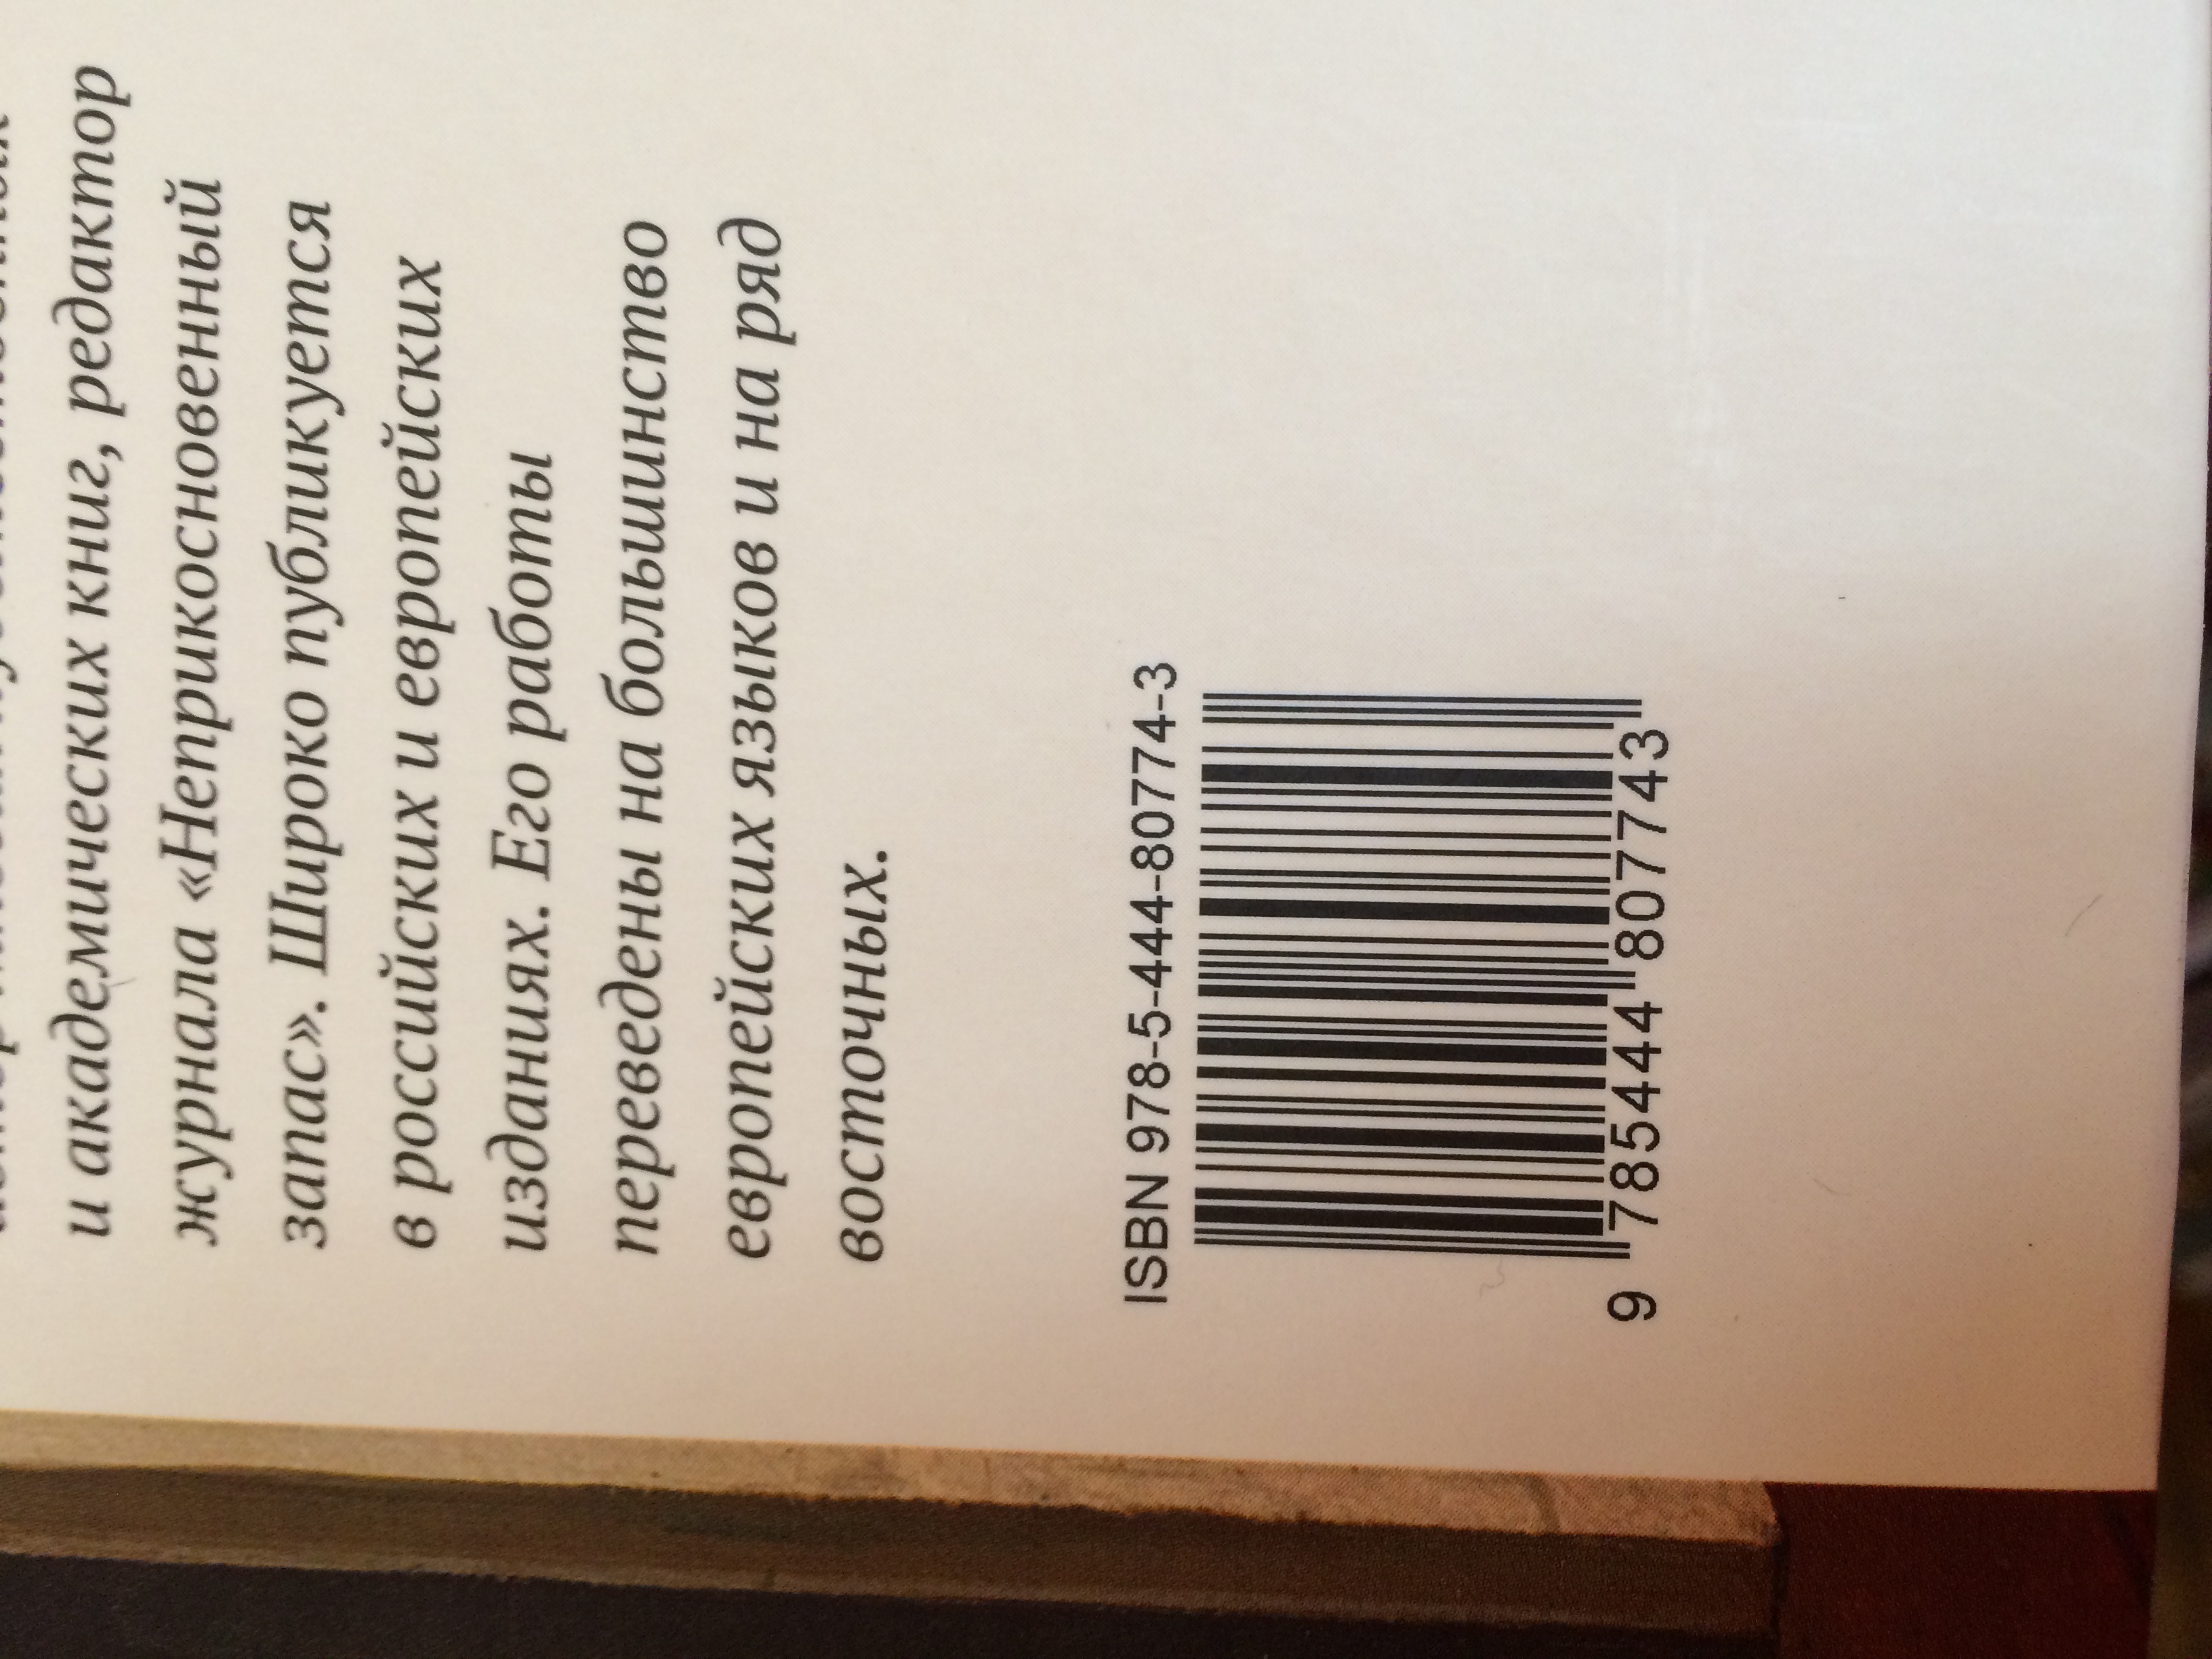 и академических книг, редактор
журнала «Неприкосновенный
запас». Широко публикуется
в российских и европейских
изданиях. Его работы
переведены на большинство
европейских языков и на ряд
восточных.
ISBN 978-5-444-80774-3
9 785444 807743